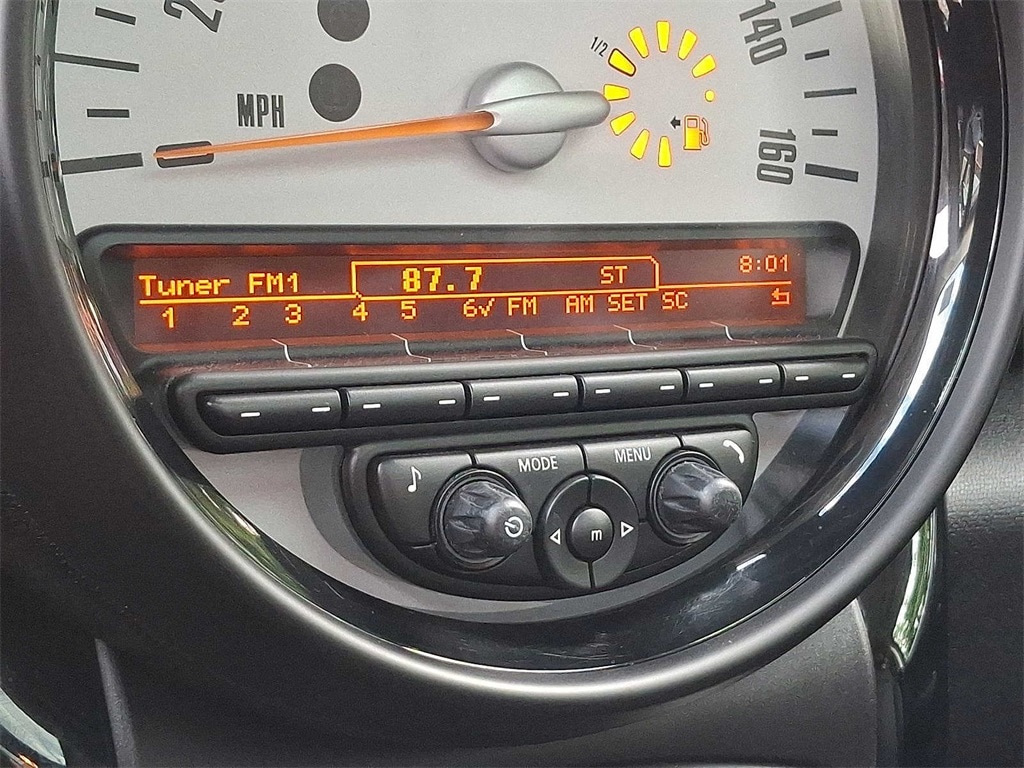 1/2
140
MPH
0
160
Tuner FM1 87.7 ST 8:01
1 2 3 4 5 6√ FM AM SET SC
MODE MENU
m